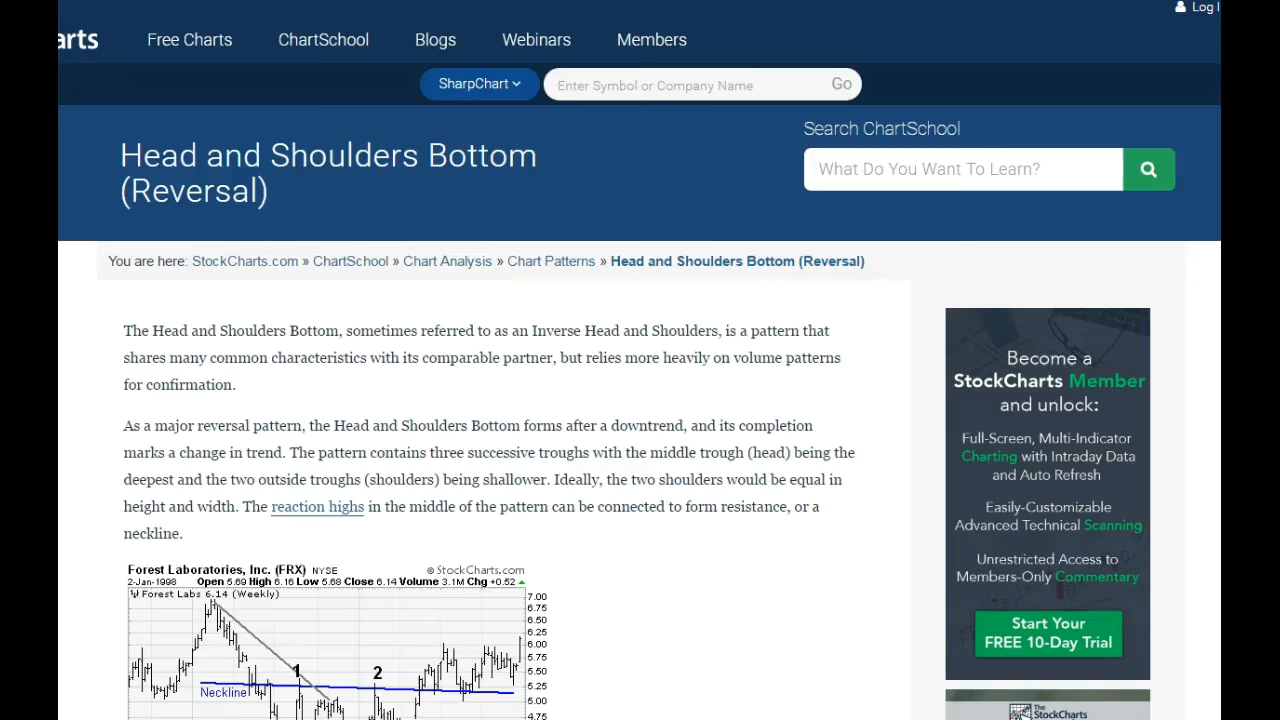 Log I
arts
Free Charts
ChartSchool
Blogs
Webinars
Members
SharpChart
Enter Symbol or Company Name
Go
Head and Shoulders Bottom
(Reversal)
Search ChartSchool
What Do You Want To Learn?
You are here: StockCharts.com » ChartSchool » Chart Analysis » Chart Patterns » Head and Shoulders Bottom (Reversal)
The Head and Shoulders Bottom, sometimes referred to as an Inverse Head and Shoulders, is a pattern that
shares many common characteristics with its comparable partner, but relies more heavily on volume patterns
for confirmation.
As a major reversal pattern, the Head and Shoulders Bottom forms after a downtrend, and its completion
marks a change in trend. The pattern contains three successive troughs with the middle trough (head) being the
deepest and the two outside troughs (shoulders) being shallower. Ideally, the two shoulders would be equal in
height and width. The reaction highs in the middle of the pattern can be connected to form resistance, or a
neckline.
Forest Laboratories, Inc. (FRX) NYSE
© StockCharts.com
2-Jan-1998
Open 5.69 High 6.16 Low 5.68 Close 6.14 Volume 3.1M Chg +0.52
Forest Labs 6.14 (Weekly)
7.00
6.75
6.50
6.25
6.00
5.75
5.50
5.25
5.00
4.75
1
2
Neckline
Become a
StockCharts Member
and unlock:
Full-Screen, Multi-Indicator
Charting with Intraday Data
and Auto Refresh
Easily-Customizable
Advanced Technical Scanning
Unrestricted Access to
Members-Only Commentary
Start Your
FREE 10-Day Trial
The
StockCharts